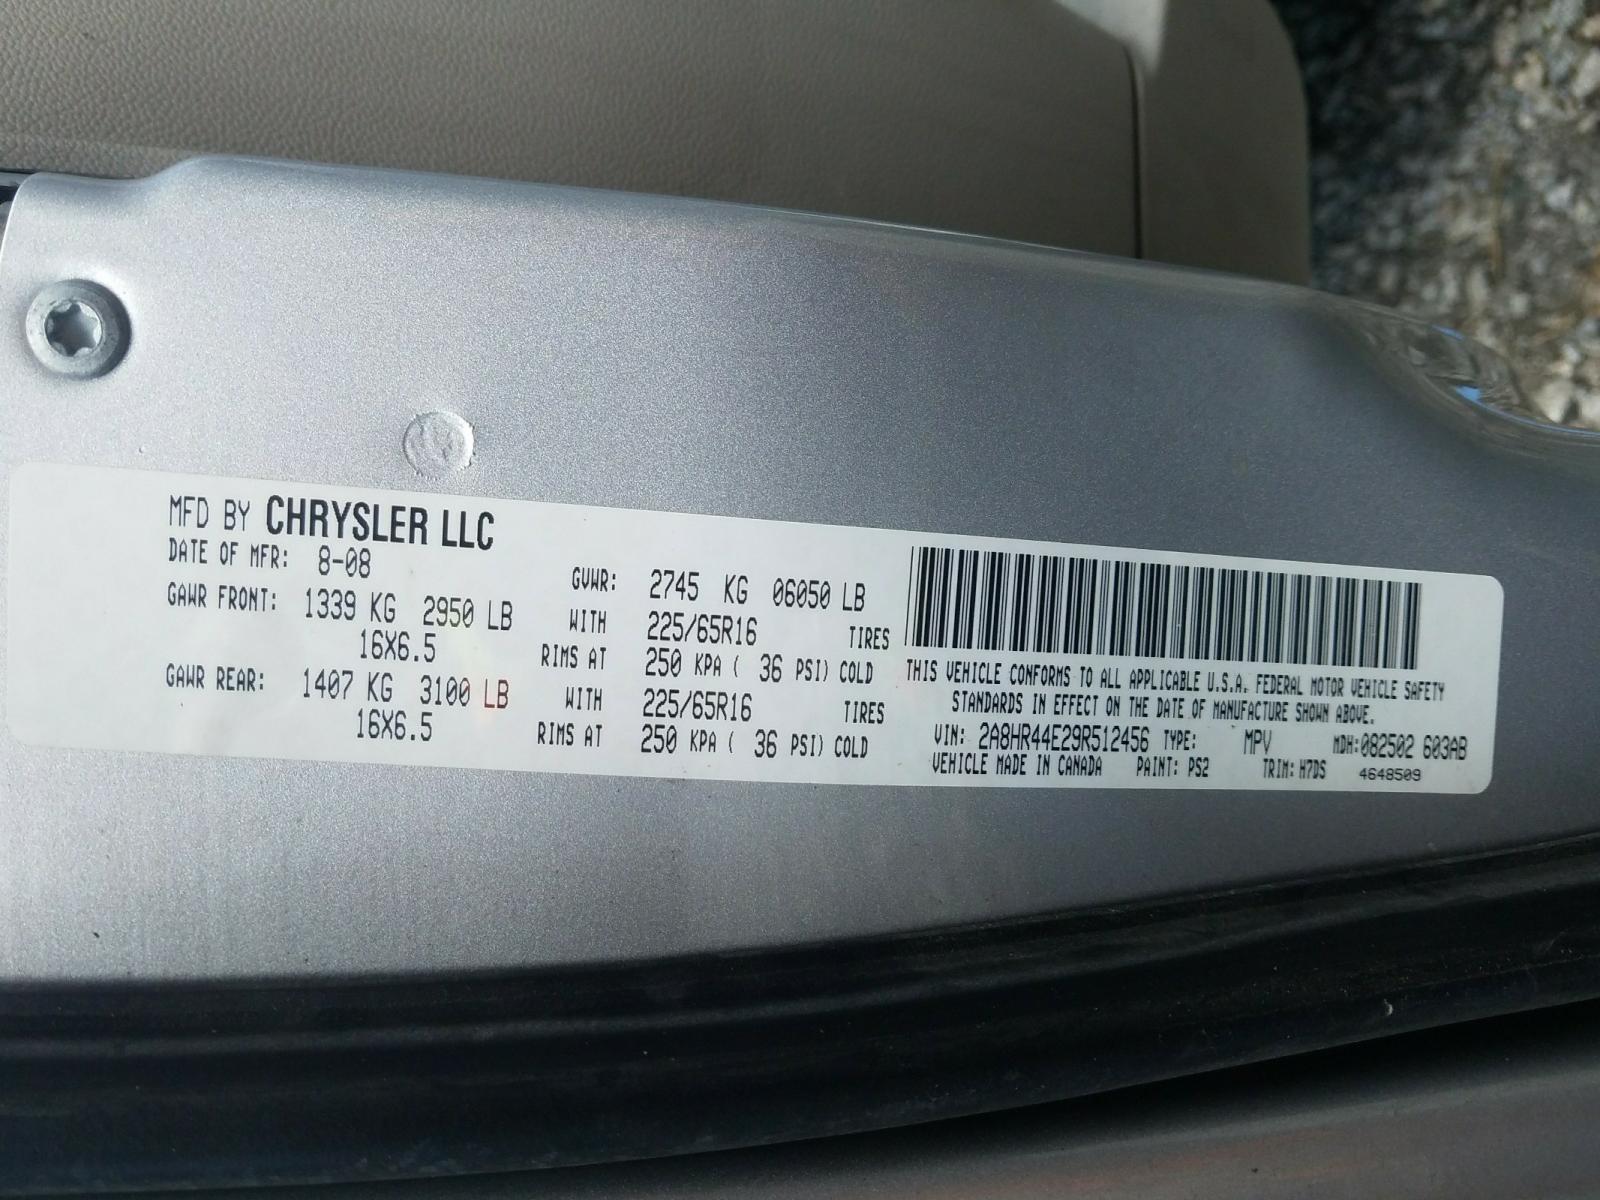 MFD BY CHRYSLER LLC
DATE OF MFR: 8-08 GVWR: 2745 KG 06050 LB
GAWR FRONT: 1339 KG 2950 LB WITH 225/65R16 TIRES
16X6.5 RIMS AT 250 KPA ( 36 PSI) COLD
GAWR REAR: 1407 KG 3100 LB WITH 225/65R16 TIRES
16X6.5 RIMS AT 250 KPA ( 36 PSI) COLD
THIS VEHICLE CONFORMS TO ALL APPLICABLE U.S.A. FEDERAL MOTOR VEHICLE SAFETY
STANDARDS IN EFFECT ON THE DATE OF MANUFACTURE SHOWN ABOVE.
VIN: 2A8HR44E29R512456 TYPE: MPV MDH:082502 603AB
VEHICLE MADE IN CANADA PAINT: PS2 TRIM: H7DS 4648509